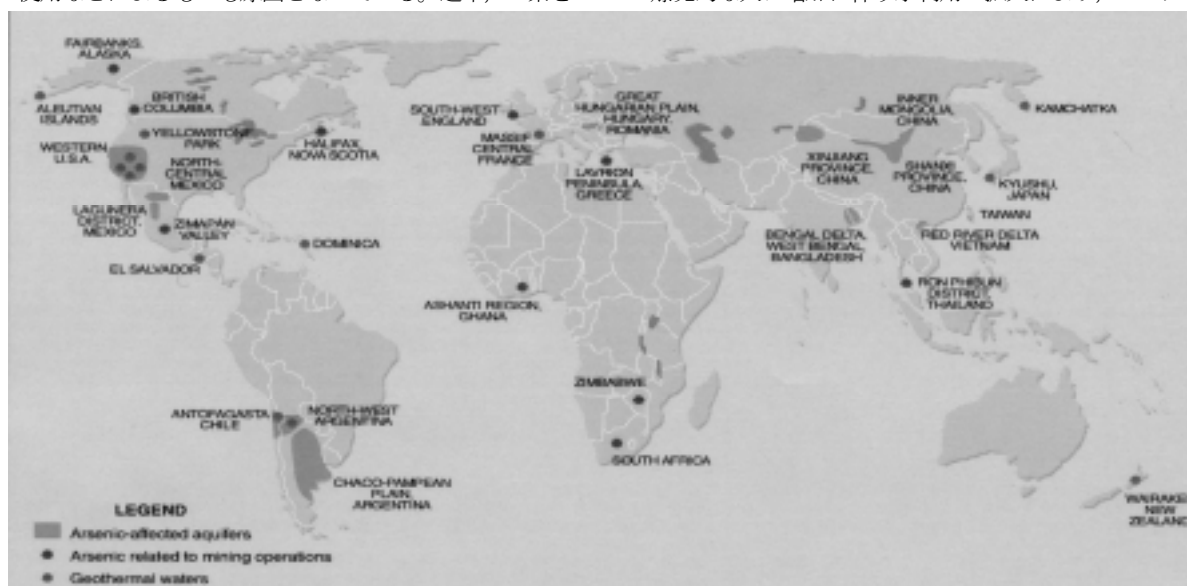 FAIRBANKS,
ALASKA
ALEUTIAN
ISLANDS
BRITISH
COLUMBIA
YELLOWSTONE
PARK
WESTERN
U.S.A.
NORTH-
CENTRAL
MEXICO
HALIFAX,
NOVA SCOTIA
LAGUNERA
DISTRICT,
MEXICO
ZIMAPAN
VALLEY
EL SALVADOR
DOMINICA
SOUTH-WEST
ENGLAND
MASSIF
CENTRAL
FRANCE
GREAT
HUNGARIAN PLAIN,
HUNGARY,
ROMANIA
LAVRION
PENINSULA,
GREECE
INNER
MONGOLIA,
CHINA
XINJIANG
PROVINCE,
CHINA
SHANXI
PROVINCE,
CHINA
KAMCHATKA
KYUSHU,
JAPAN
TAIWAN
BENGAL DELTA,
WEST BENGAL,
BANGLADESH
RED RIVER DELTA
VIETNAM
RON PHIBUN
DISTRICT,
THAILAND
ASHANTI REGION,
GHANA
ZIMBABWE
SOUTH AFRICA
ANTOFAGASTA
CHILE
NORTH-WEST
ARGENTINA
CHACO-PAMPEAN
PLAIN,
ARGENTINA
WAIRAKEI
NEW
ZEALAND
LEGEND
Arsenic-affected aquifers
Arsenic related to mining operations
Geothermal waters